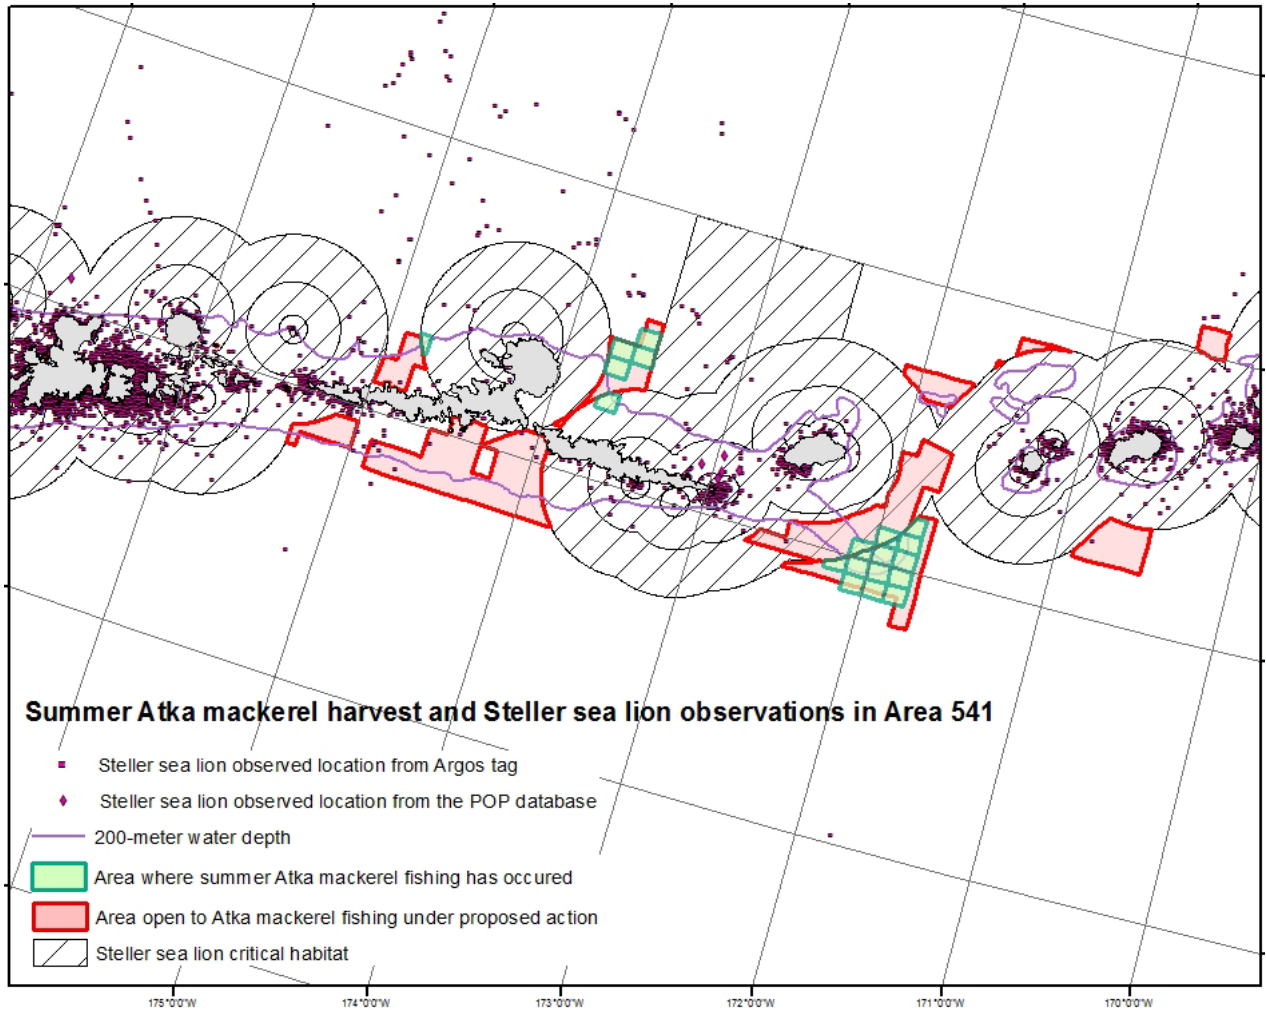 Summer Atka mackerel harvest and Steller sea lion observations in Area 541
Steller sea lion observed location from Argos tag
Steller sea lion observed location from the POP database
200-meter water depth
Area where summer Atka mackerel fishing has occured
Area open to Atka mackerel fishing under proposed action
Steller sea lion critical habitat
175°0'0"W 174°0'0"W 173°0'0"W 172°0'0"W 171°0'0"W 170°0'0"W